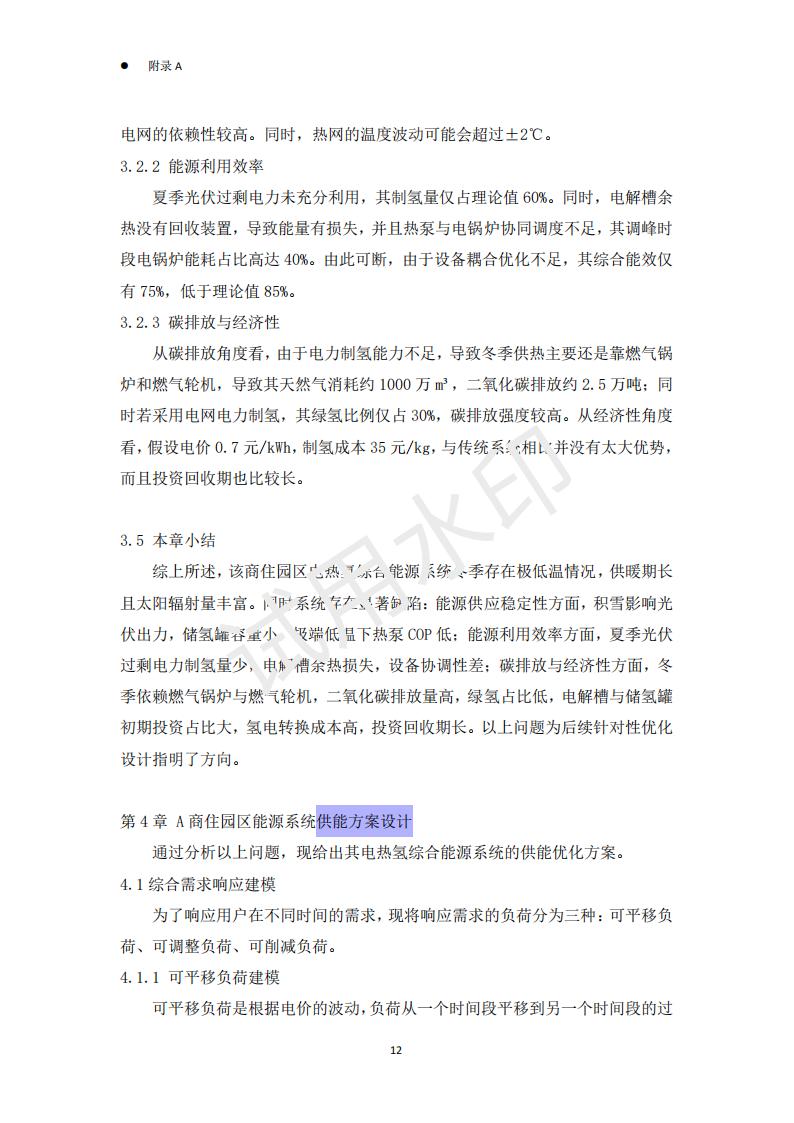 ● 附录 A
电网的依赖性较高。同时，热网的温度波动可能会超过±2℃。
3.2.2 能源利用效率
夏季光伏过剩电力未充分利用，其制氢量仅占理论值 60%。同时，电解槽余
热没有回收装置，导致能量有损失，并且热泵与电锅炉协同调度不足，其调峰时
段电锅炉能耗占比高达 40%。由此可断，由于设备耦合优化不足，其综合能效仅
有 75%，低于理论值 85%。
3.2.3 碳排放与经济性
从碳排放角度看，由于电力制氢能力不足，导致冬季供热主要还是靠燃气锅
炉和燃气轮机，导致其天然气消耗约 1000 万 m³，二氧化碳排放约 2.5 万吨；同
时若采用电网电力制氢，其绿氢比例仅占 30%，碳排放强度较高。从经济性角度
看，假设电价 0.7 元/kWh，制氢成本 35 元/kg，与传统系统相比并没有太大优势，
而且投资回收期也比较长。
3.5 本章小结
综上所述，该商住园区电热氢综合能源系统冬季存在极低温情况，供暖期长
且太阳辐射量丰富。同时系统存在显著缺陷：能源供应稳定性方面，积雪影响光
伏出力，储氢罐容量小，极端低温下热泵 COP 低；能源利用效率方面，夏季光伏
过剩电力制氢量少，电解槽余热损失，设备协调性差；碳排放与经济性方面，冬
季依赖燃气锅炉与燃气轮机，二氧化碳排放量高，绿氢占比低，电解槽与储氢罐
初期投资占比大，氢电转换成本高，投资回收期长。以上问题为后续针对性优化
设计指明了方向。
试用水印
第 4 章 A 商住园区能源系统供能方案设计
通过分析以上问题，现给出其电热氢综合能源系统的供能优化方案。
4.1 综合需求响应建模
为了响应用户在不同时间的需求，现将响应需求的负荷分为三种：可平移负
荷、可调整负荷、可削减负荷。
4.1.1 可平移负荷建模
可平移负荷是根据电价的波动，负荷从一个时间段平移到另一个时间段的过
12